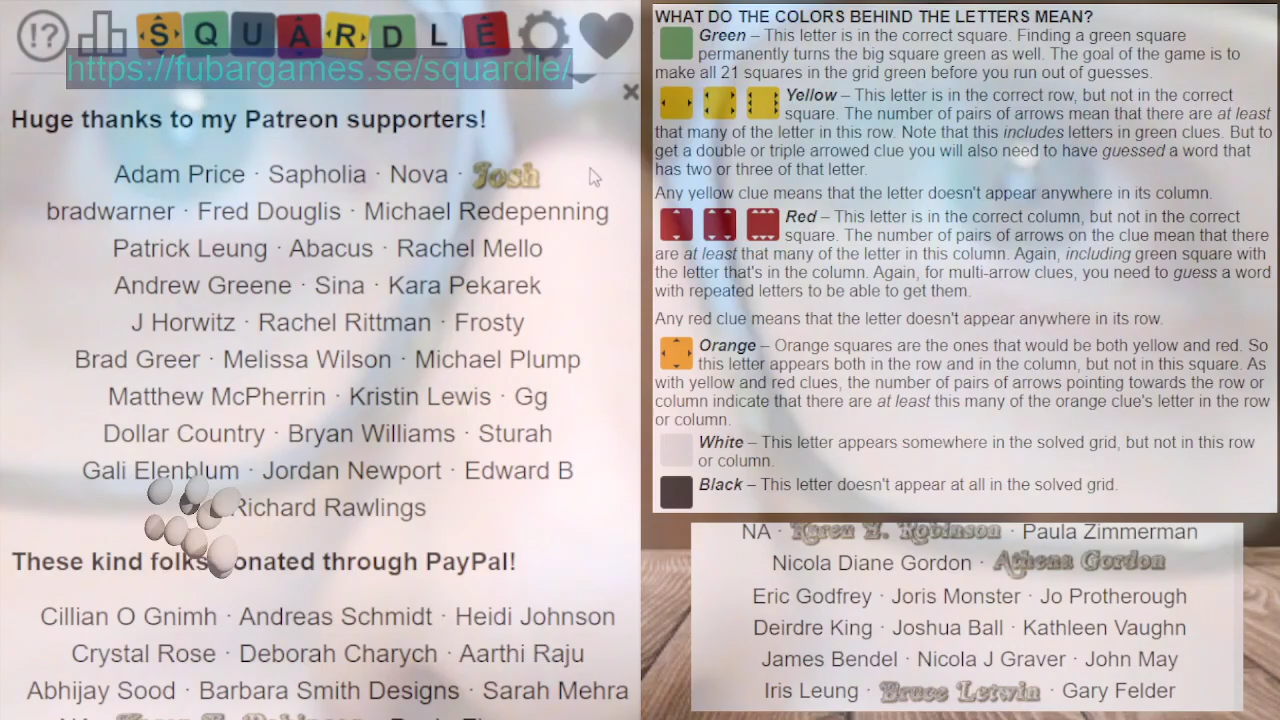 !?
SQUARDLE
https://fubargames.se/squardle/
Huge thanks to my Patreon supporters!
Adam Price · Sapholia · Nova · Josh
bradwarner · Fred Douglis · Michael Redepenning
Patrick Leung · Abacus · Rachel Mello
Andrew Greene · Sina · Kara Pekarek
J Horwitz · Rachel Rittman · Frosty
Brad Greer · Melissa Wilson · Michael Plump
Matthew McPherrin · Kristin Lewis · Gg
Dollar Country · Bryan Williams · Sturah
Gali Elenblum · Jordan Newport · Edward B
Richard Rawlings
These kind folks donated through PayPal!
Cillian O Gnimh · Andreas Schmidt · Heidi Johnson
Crystal Rose · Deborah Charych · Aarthi Raju
Abhijay Sood · Barbara Smith Designs · Sarah Mehra
WHAT DO THE COLORS BEHIND THE LETTERS MEAN?
Green – This letter is in the correct square. Finding a green square
permanently turns the big square green as well. The goal of the game is to
make all 21 squares in the grid green before you run out of guesses.
Yellow – This letter is in the correct row, but not in the correct
square. The number of pairs of arrows mean that there are at least
that many of the letter in this row. Note that this includes letters in green clues. But to
get a double or triple arrowed clue you will also need to have guessed a word that
has two or three of that letter.
Any yellow clue means that the letter doesn't appear anywhere in its column.
Red – This letter is in the correct column, but not in the correct
square. The number of pairs of arrows on the clue mean that there
are at least that many of the letter in this column. Again, including green square with
the letter that's in the column. Again, for multi-arrow clues, you need to guess a word
with repeated letters to be able to get them.
Any red clue means that the letter doesn't appear anywhere in its row.
Orange – Orange squares are the ones that would be both yellow and red. So
this letter appears both in the row and in the column, but not in this square. As
with yellow and red clues, the number of pairs of arrows pointing towards the row or
column indicate that there are at least this many of the orange clue's letter in the row
or column.
White – This letter appears somewhere in the solved grid, but not in this row
or column.
Black – This letter doesn't appear at all in the solved grid.
NA · Karen E. Robinson · Paula Zimmerman
Nicola Diane Gordon · Athena Gordon
Eric Godfrey · Joris Monster · Jo Protherough
Deirdre King · Joshua Ball · Kathleen Vaughn
James Bendel · Nicola J Graver · John May
Iris Leung · Bruce Letwin · Gary Felder